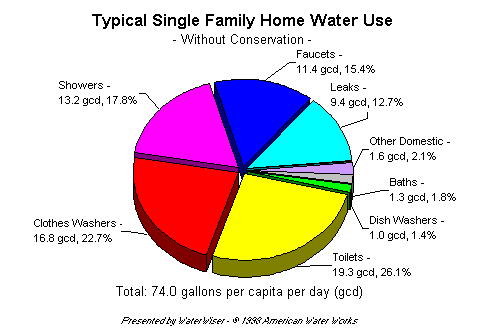 Typical Single Family Home Water Use
- Without Conservation -
Faucets -
11.4 gcd, 15.4%
Leaks -
9.4 gcd, 12.7%
Showers -
13.2 gcd, 17.8%
Other Domestic -
1.6 gcd, 2.1%
Baths -
1.3 gcd, 1.8%
Clothes Washers -
16.8 gcd, 22.7%
Dish Washers -
1.0 gcd, 1.4%
Toilets -
19.3 gcd, 26.1%
Total: 74.0 gallons per capita per day (gcd)
Presented by WaterWiser - © 1998 American Water Works